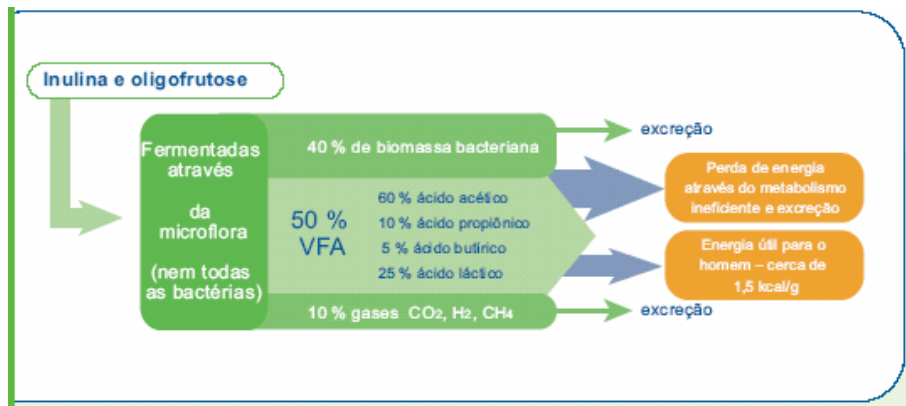 Inulina e oligofrutose
Fermentadas
através
da
microflora
(nem todas
as bactérias)
40 % de biomassa bacteriana
50 %
VFA
60 % ácido acético
10 % ácido propiônico
5 % ácido butírico
25 % ácido láctico
10 % gases CO2, H2, CH4
excreção
Perda de energia
através do metabolismo
ineficiente e excreção
Energia útil para o
homem – cerca de
1,5 kcal/g
excreção